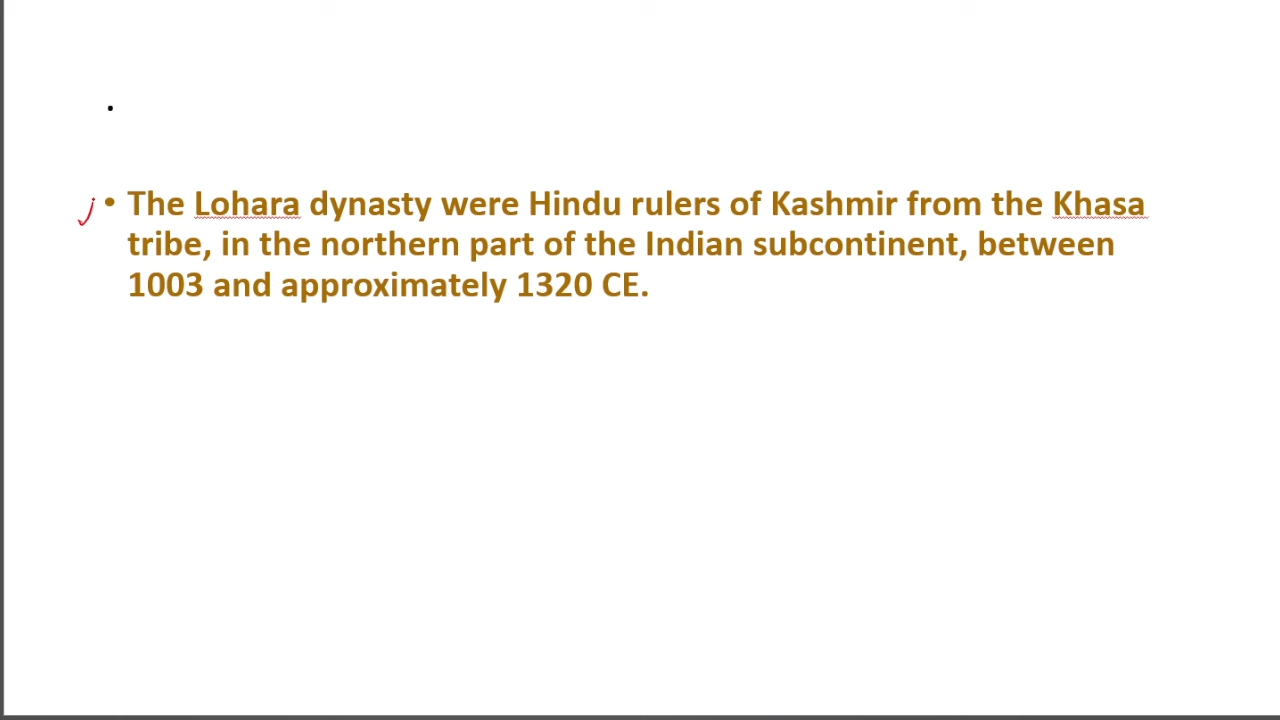 .
• The Lohara dynasty were Hindu rulers of Kashmir from the Khasa
tribe, in the northern part of the Indian subcontinent, between
1003 and approximately 1320 CE.